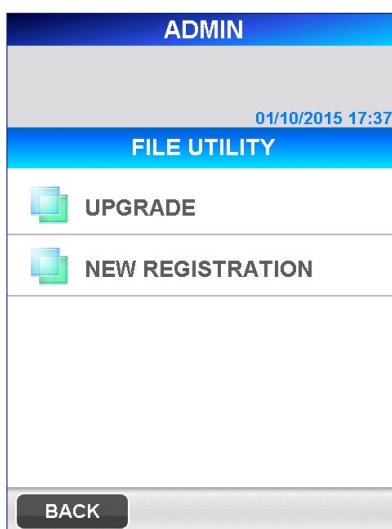 ADMIN
01/10/2015 17:37
FILE UTILITY
UPGRADE
NEW REGISTRATION
BACK